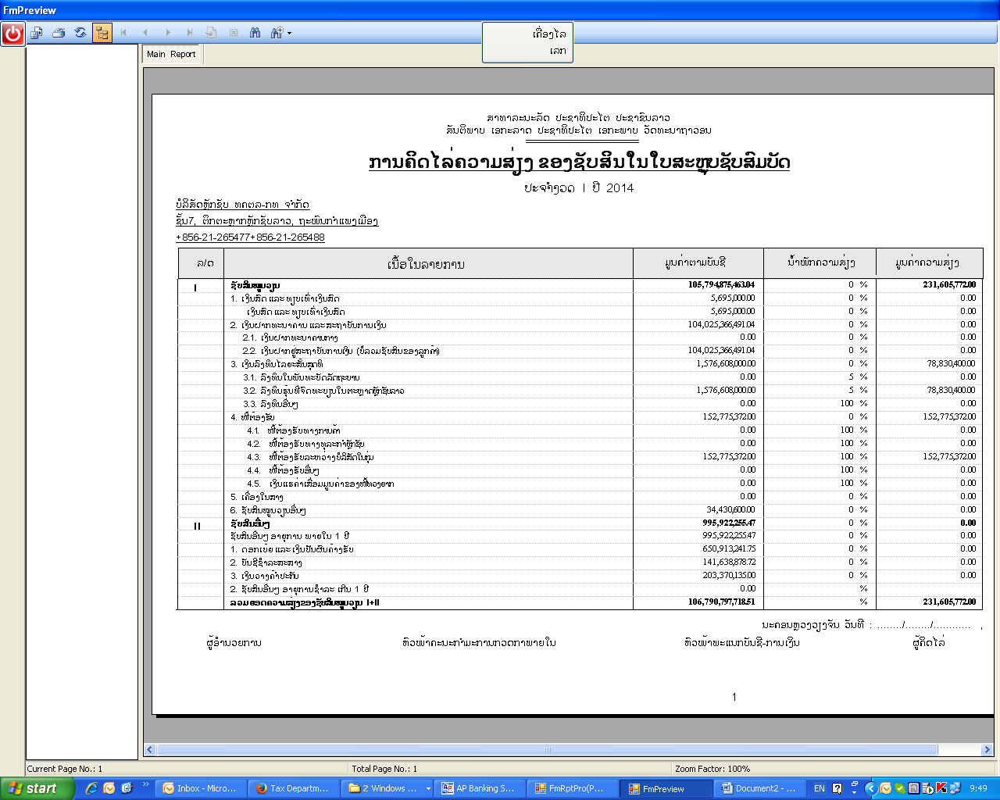 FmPreview
ເຄື່ອງໄລ
ເລກ
Main Report
ສາທາລະນະລັດ ປະຊາທິປະໄຕ ປະຊາຊົນລາວ
ສັນຕິພາບ ເອກະລາດ ປະຊາທິປະໄຕ ເອກະພາບ ວັດທະນາຖາວອນ
ການຄິດໄລ່ຄວາມສ່ຽງ ຂອງຊັບສິນໃນໃບສະຫຼຸບຊັບສົມບັດ
ປະຈຳງວດ I ປີ 2014
ບໍລິສັດຫຼັກຊັບ ທຄຕລ-ກທ ຈຳກັດ
ຊັ້ນ7, ຕຶກຕະຫຼາດຫຼັກຊັບລາວ, ຖະໜົນກຳແພງເມືອງ
+856-21-265477+856-21-265488
ລ/ດ ເນື້ອໃນລາຍການ ມູນຄ່າຕາມບັນຊີ ນ້ຳໜັກຄວາມສ່ຽງ ມູນຄ່າຄວາມສ່ຽງ
I ຊັບສິນໝູນວຽນ 105,794,875,463.04 0 % 231,605,772.00
1. ເງິນສົດ ແລະ ທຽບເທົ່າເງິນສົດ 5,695,000.00 0 % 0.00
ເງິນສົດ ແລະ ທຽບເທົ່າເງິນສົດ 5,695,000.00 0 % 0.00
2. ເງິນຝາກທະນາຄານ ແລະ ສະຖາບັນການເງິນ 104,025,366,491.04 0 % 0.00
2.1. ເງິນຝາກທະນາຄານກາງ 0.00 0 % 0.00
2.2. ເງິນຝາກຢູ່ສະຖາບັນການເງິນ (ບໍ່ລວມຊັບສິນຂອງລູກຄ້າ) 104,025,366,491.04 0 % 0.00
3. ເງິນລົງທຶນໄລຍະສັ້ນສຸດທິ 1,576,608,000.00 0 % 78,830,400.00
3.1. ລົງທຶນໃນພັນທະບັດລັດຖະບານ 0.00 5 % 0.00
3.2. ລົງທຶນຮຸ້ນທີ່ຈົດທະບຽນໃນຕະຫຼາດຫຼັກຊັບລາວ 1,576,608,000.00 5 % 78,830,400.00
3.3. ລົງທຶນອື່ນໆ 0.00 100 % 0.00
4. ໜີ້ຕ້ອງຮັບ 152,775,372.00 0 % 152,775,372.00
4.1. ໜີ້ຕ້ອງຮັບທາງການຄ້າ 0.00 100 % 0.00
4.2. ໜີ້ຕ້ອງຮັບທາງທຸລະກຳຫຼັກຊັບ 0.00 100 % 0.00
4.3. ໜີ້ຕ້ອງຮັບລະຫວ່າງບໍລິສັດໃນກຸ່ມ 152,775,372.00 100 % 152,775,372.00
4.4. ໜີ້ຕ້ອງຮັບອື່ນໆ 0.00 100 % 0.00
4.5. ເງິນແຮຄ່າເສື່ອມມູນຄ່າຂອງໜີ້ທວງຍາກ 0.00 100 % 0.00
5. ເຄື່ອງໃນສາງ 0.00 0 % 0.00
6. ຊັບສິນໝູນວຽນອື່ນໆ 34,430,600.00 0 % 0.00
II ຊັບສິນອື່ນໆ 995,922,255.47 0 % 0.00
ຊັບສິນອື່ນໆ ອາຍຸການ ພາຍໃນ 1 ປີ 995,922,255.47 0 % 0.00
1. ດອກເບ້ຍ ແລະ ເງິນປັນຜົນຄ້າງຮັບ 650,913,241.75 0 % 0.00
2. ບັນຊີຊຳລະສະສາງ 141,638,878.72 0 % 0.00
3. ເງິນວາງຄ້ຳປະກັນ 203,370,135.00 0 % 0.00
2. ຊັບສິນອື່ນໆ ອາຍຸການຊຳລະ ເກີນ 1 ປີ 0.00 % 0.00
ລວມຍອດຄວາມສ່ຽງຂອງຊັບສິນໝູນວຽນ I+II 106,790,797,718.51 % 231,605,772.00
ນະຄອນຫຼວງວຽງຈັນ ວັນທີ : ......../......../............ ,
ຜູ້ອຳນວຍການ ຫົວໜ້າຄະນະກຳມະການກວດກາພາຍໃນ ຫົວໜ້າພະແນກບັນຊີ-ການເງິນ ຜູ້ຄິດໄລ່
1
Current Page No.: 1 Total Page No.: 1 Zoom Factor: 100%
start Inbox - Micro... Tax Departm... 2 Windows ... AP Banking S... FmRptPro(P... FmPreview Document2 - ... EN 9:49